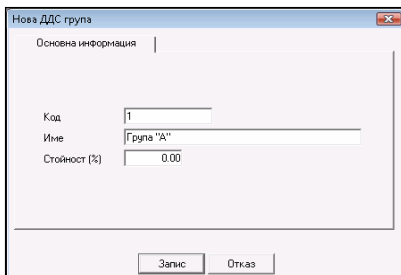 Нова ДДС група
Основна информация
Код 1
Име Група "А"
Стойност (%) 0.00
Запис Отказ